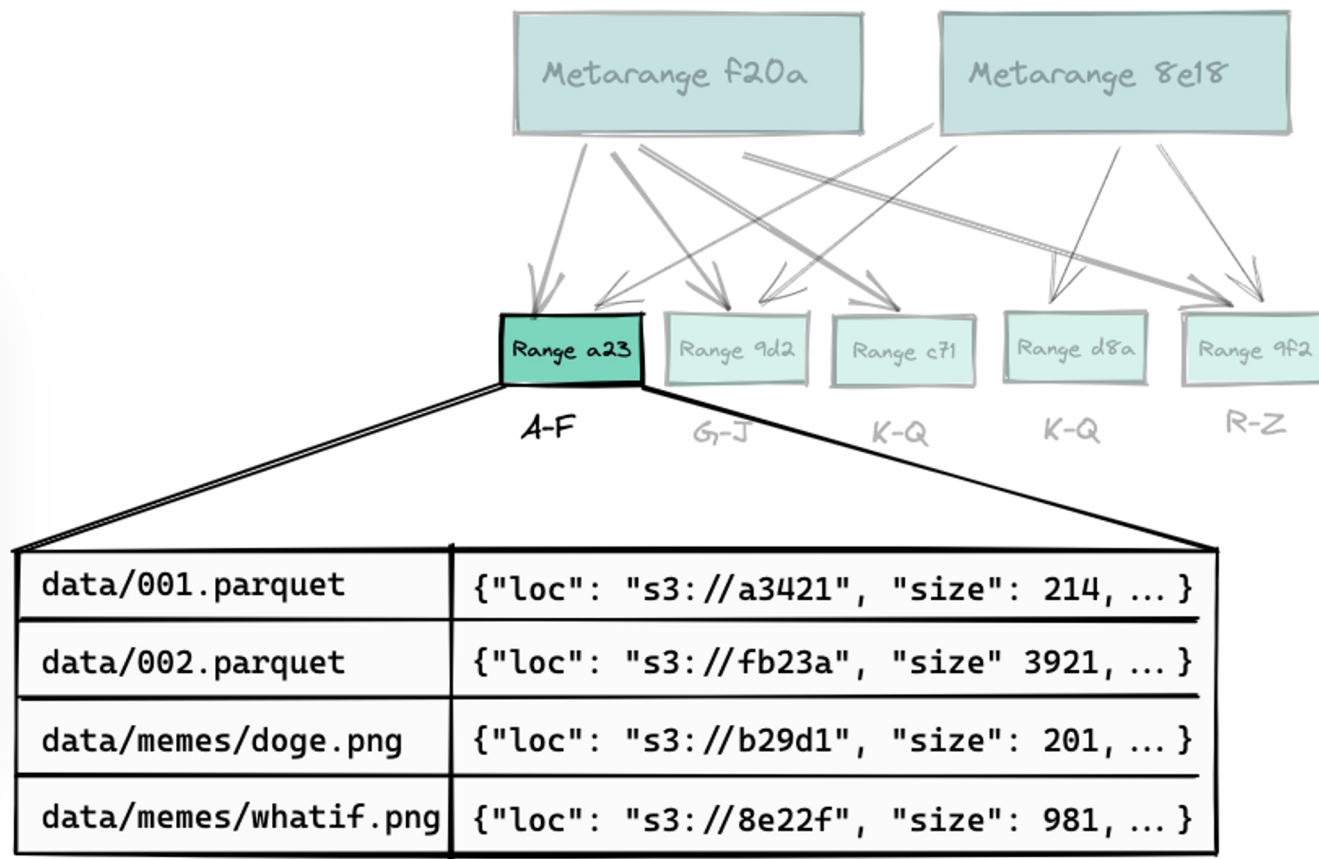 Metarange f20a
Metarange 8e18
Range a23
Range 9d2
Range c71
Range d8a
Range 9f2
A-F
G-J
K-Q
K-Q
R-Z
data/001.parquet {"loc": "s3://a3421", "size": 214, ... }
data/002.parquet {"loc": "s3://fb23a", "size" 3921, ... }
data/memes/doge.png {"loc": "s3://b29d1", "size": 201, ... }
data/memes/whatif.png {"loc": "s3://8e22f", "size": 981, ... }